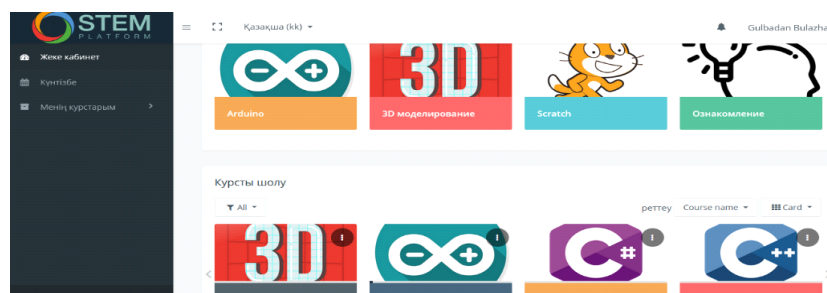 STEM
PLATFORM
Қазақша (kk)
Gulbadan Bulazha
Жеке кабинет
Күнтізбе
Менің курстарым
3D
Arduino
3D моделирование
Scratch
Ознакомление
Курсты шолу
All
реттеу
Course name
Card
3D
C#
C++